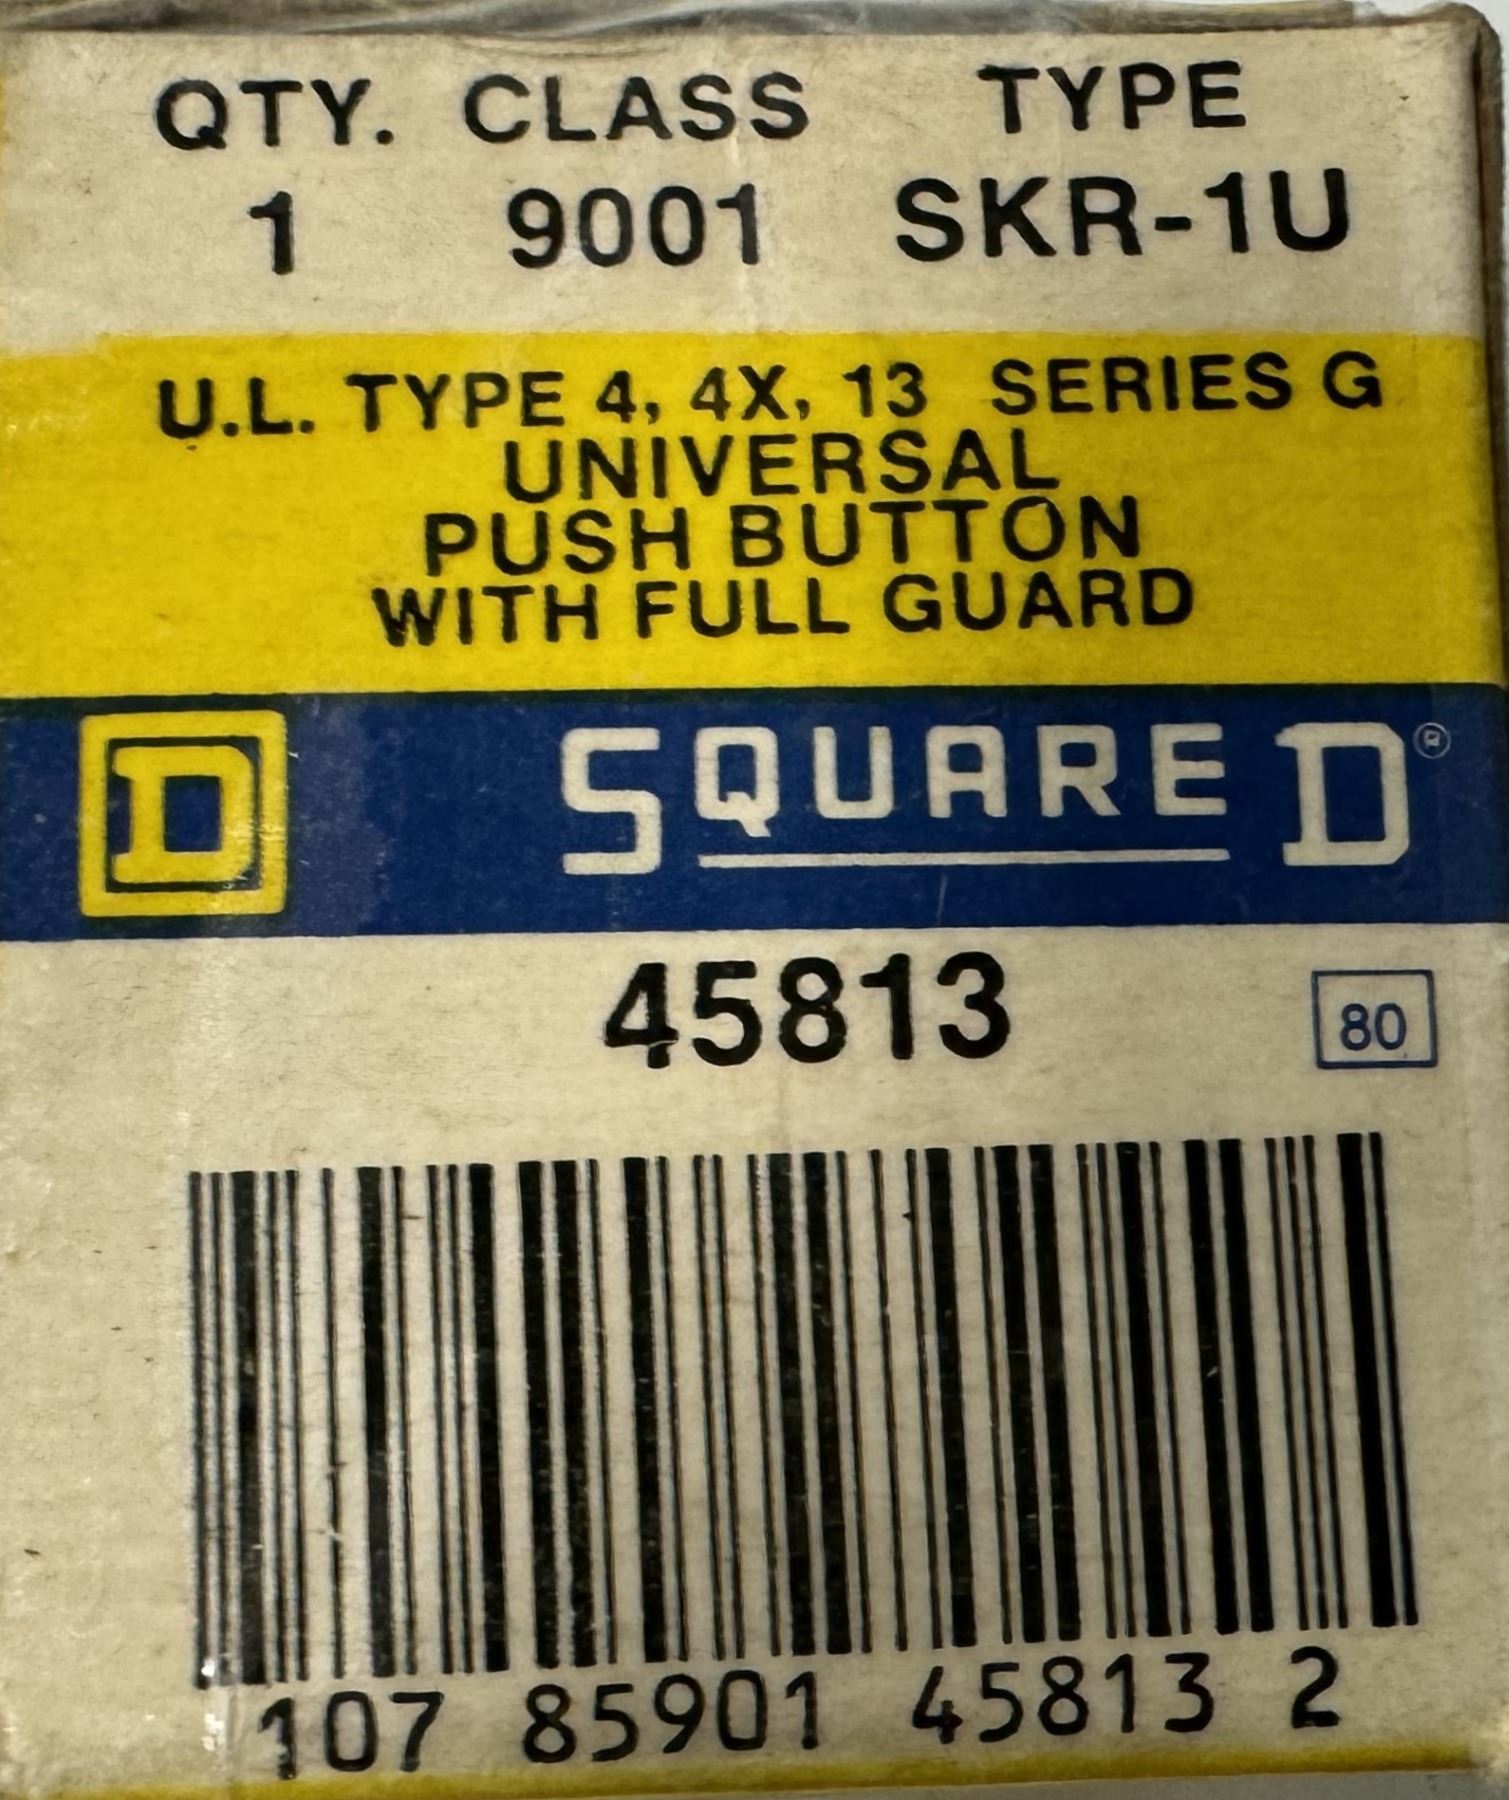 QTY. CLASS TYPE
1 9001 SKR-1U
U.L. TYPE 4, 4X, 13 SERIES G
UNIVERSAL
PUSH BUTTON
WITH FULL GUARD
D SQUARE D®
45813 80
107 85901 45813 2